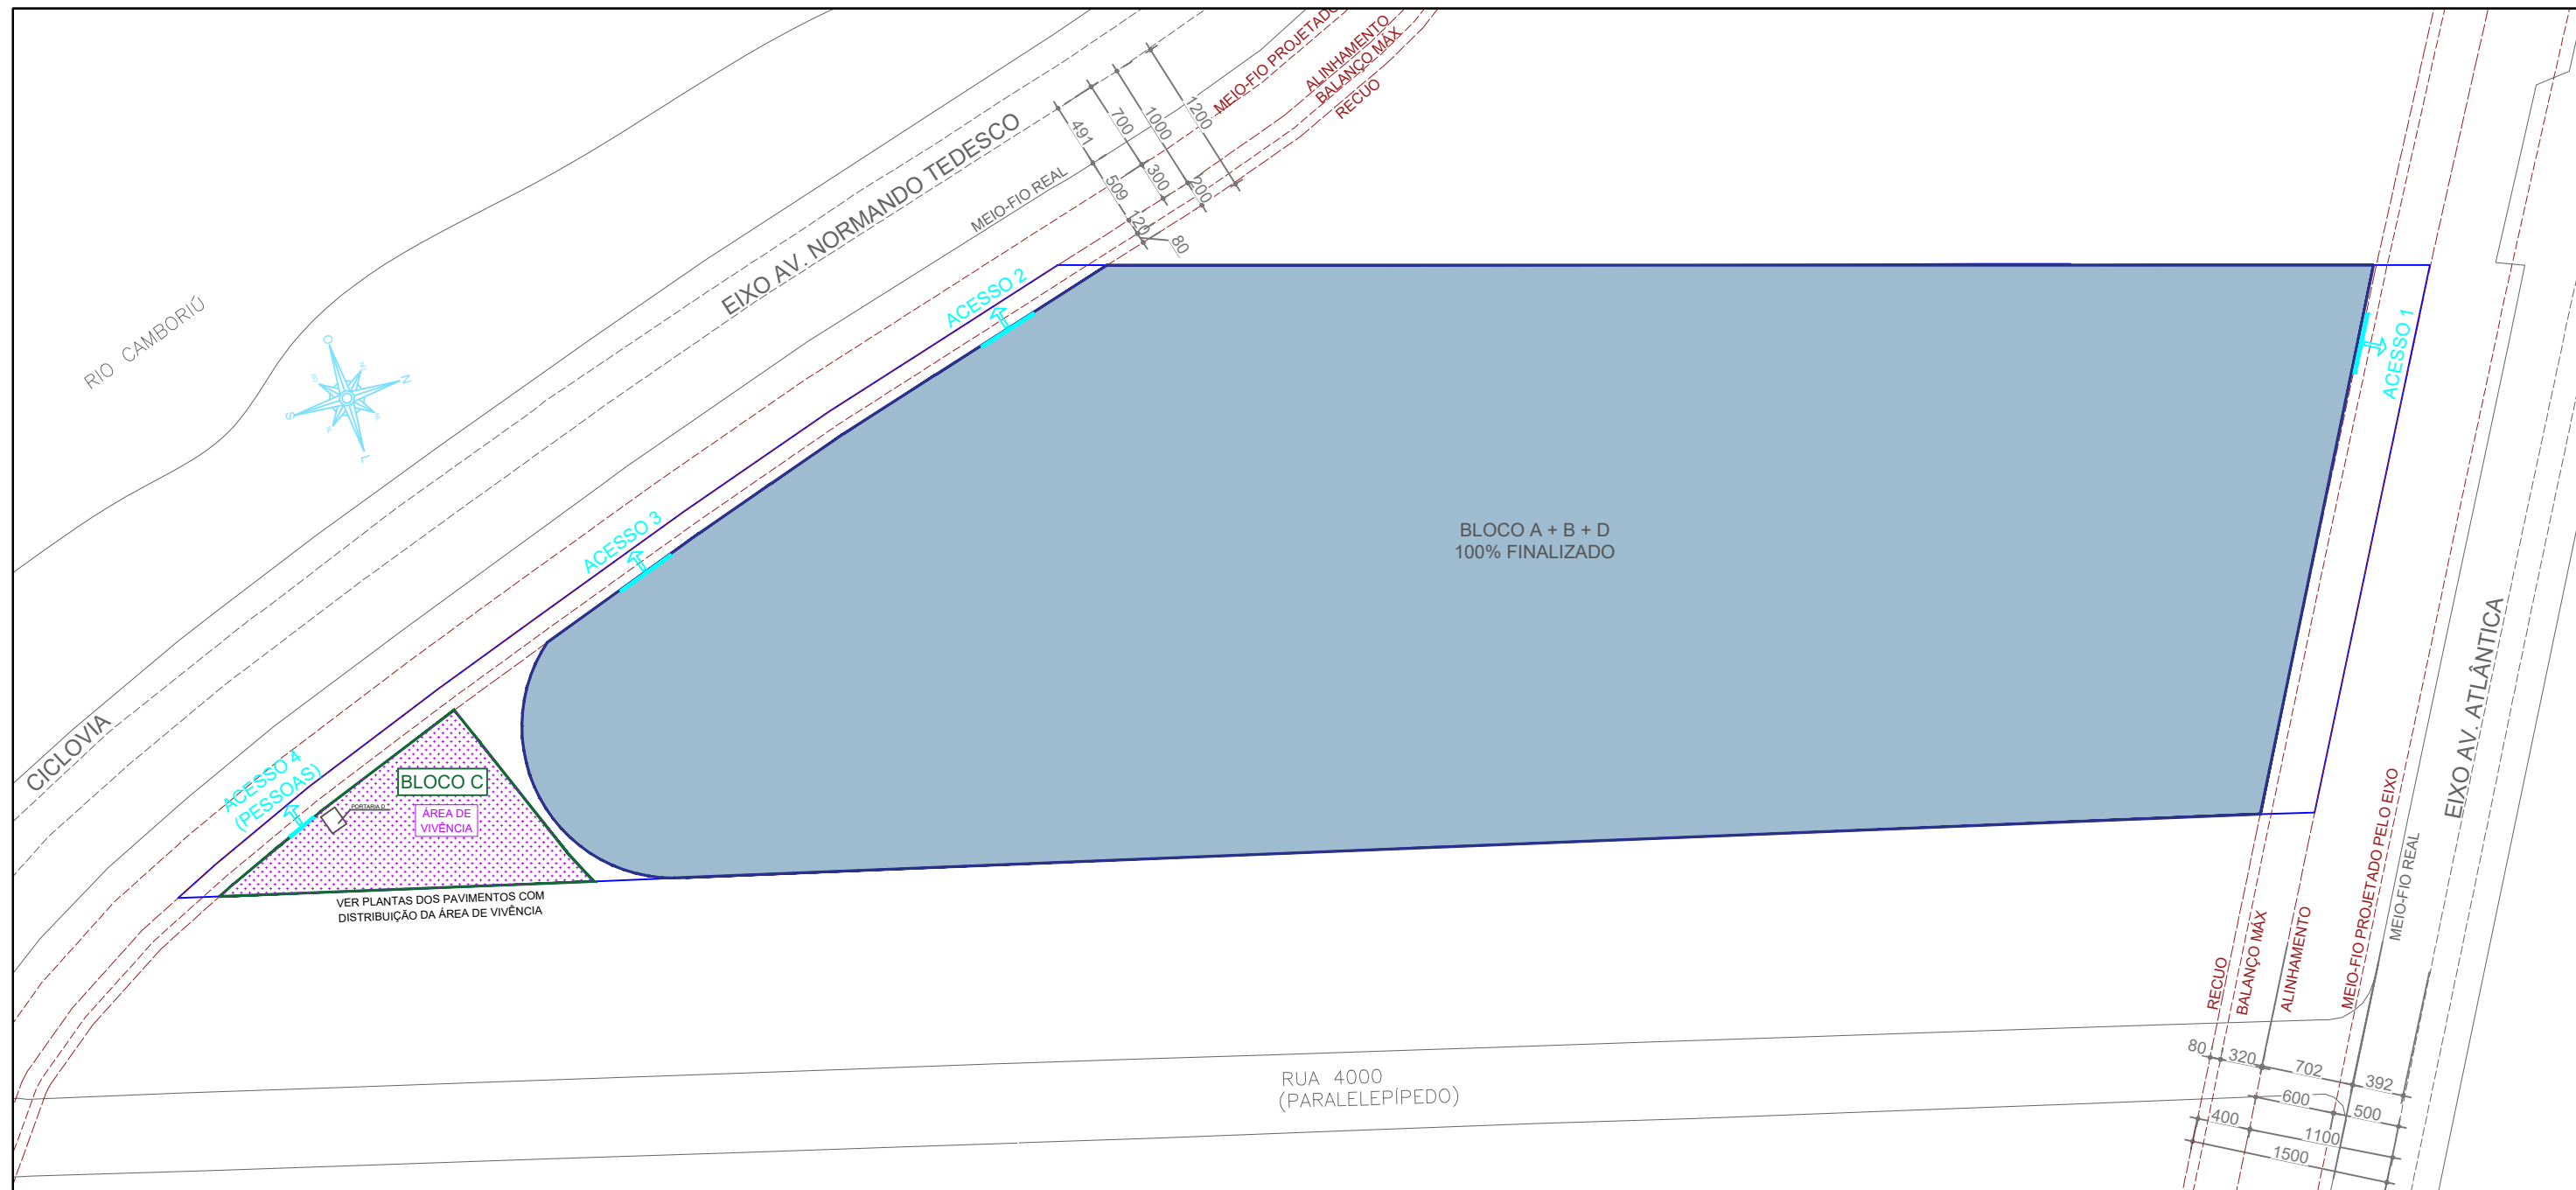 MEIO-FIO PROJETADO
ALINHAMENTO
BALANÇO MÁX
RECUO
491
700
1000
1200
509
300
200
120
80
EIXO AV. NORMANDO TEDESCO
MEIO-FIO REAL
RIO CAMBORIÚ
O
N
S
L
ACESSO 2
ACESSO 1
ACESSO 3
BLOCO A + B + D
100% FINALIZADO
CICLOVIA
ACESSO 4
(PESSOAS)
BLOCO C
PORTARIA D
ÁREA DE
VIVÊNCIA
VER PLANTAS DOS PAVIMENTOS COM
DISTRIBUIÇÃO DA ÁREA DE VIVÊNCIA
EIXO AV. ATLÂNTICA
MEIO-FIO REAL
MEIO-FIO PROJETADO PELO EIXO
ALINHAMENTO
BALANÇO MÁX
RECUO
RUA 4000
(PARALELEPÍPEDO)
80
320
702
392
600
500
400
1100
1500